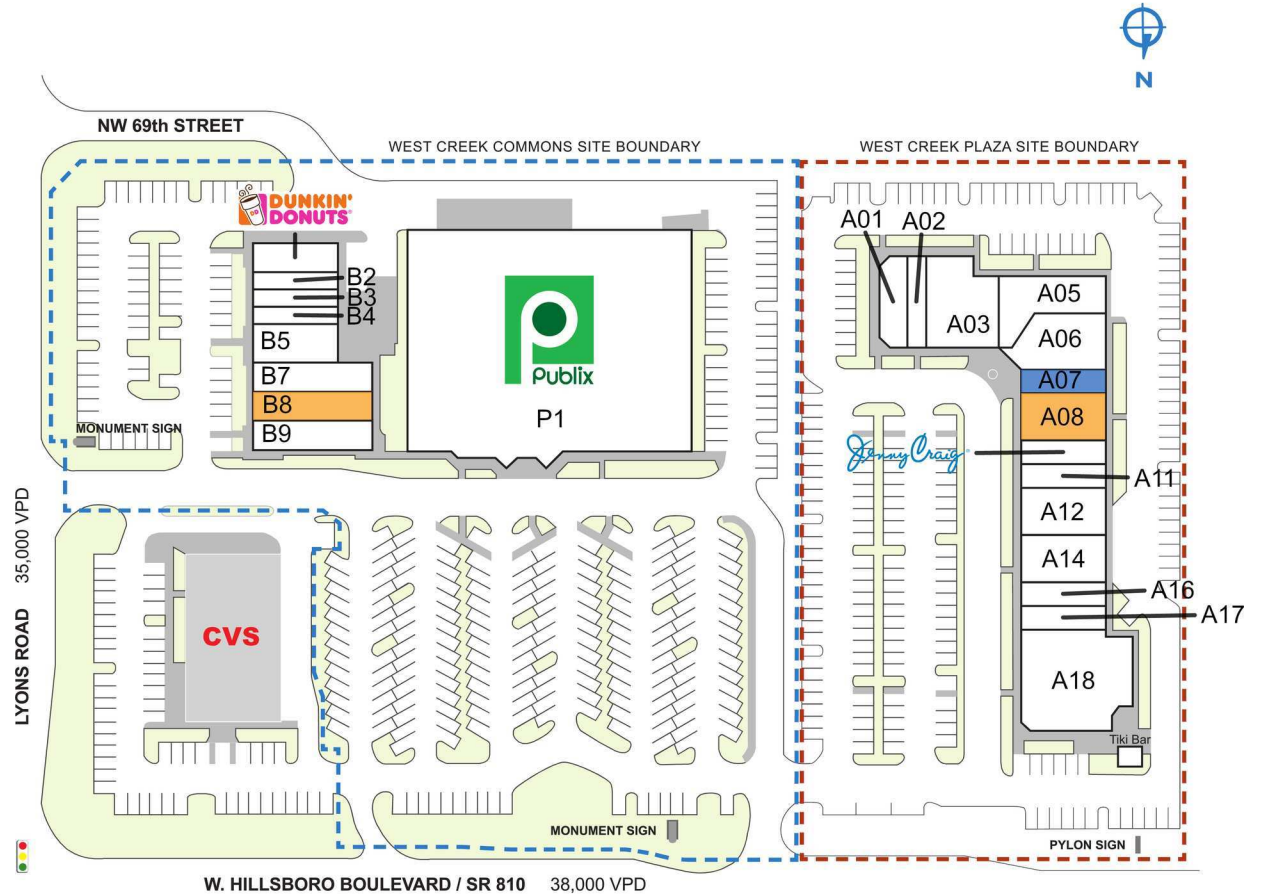 N
NW 69th STREET
WEST CREEK COMMONS SITE BOUNDARY
WEST CREEK PLAZA SITE BOUNDARY
DUNKIN'
DONUTS
DD
A01
A02
B2
B3
B4
B5
B7
B8
B9
Publix
P1
A03
A05
A06
A07
A08
Jenny Craig
A11
A12
A14
A16
A17
A18
Tiki Bar
MONUMENT SIGN
CVS
LYONS ROAD 35,000 VPD
MONUMENT SIGN
PYLON SIGN
W. HILLSBORO BOULEVARD / SR 810 38,000 VPD